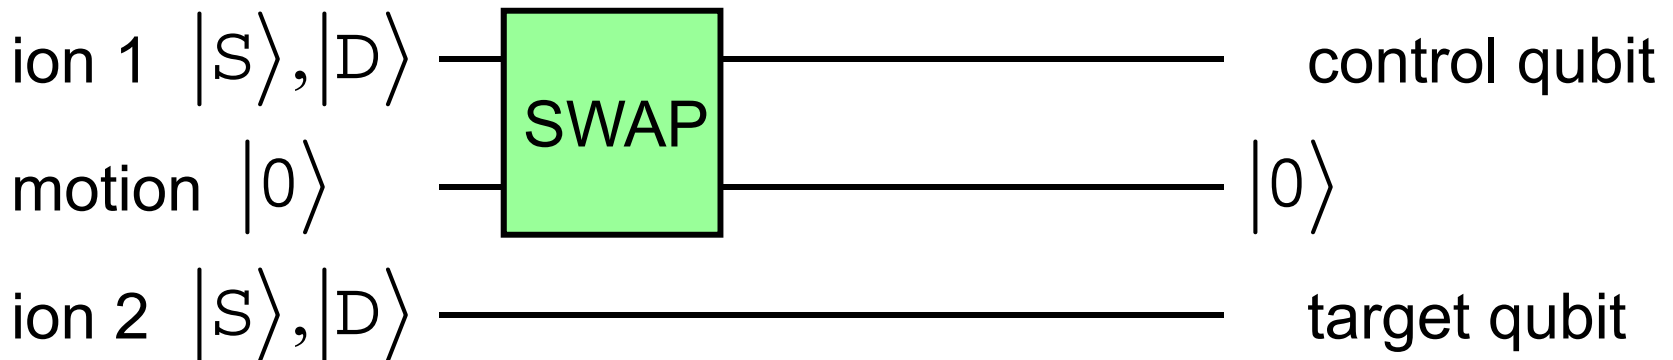 ion 1 |S⟩,|D⟩ control qubit
SWAP
motion |0⟩ |0⟩
ion 2 |S⟩,|D⟩ target qubit